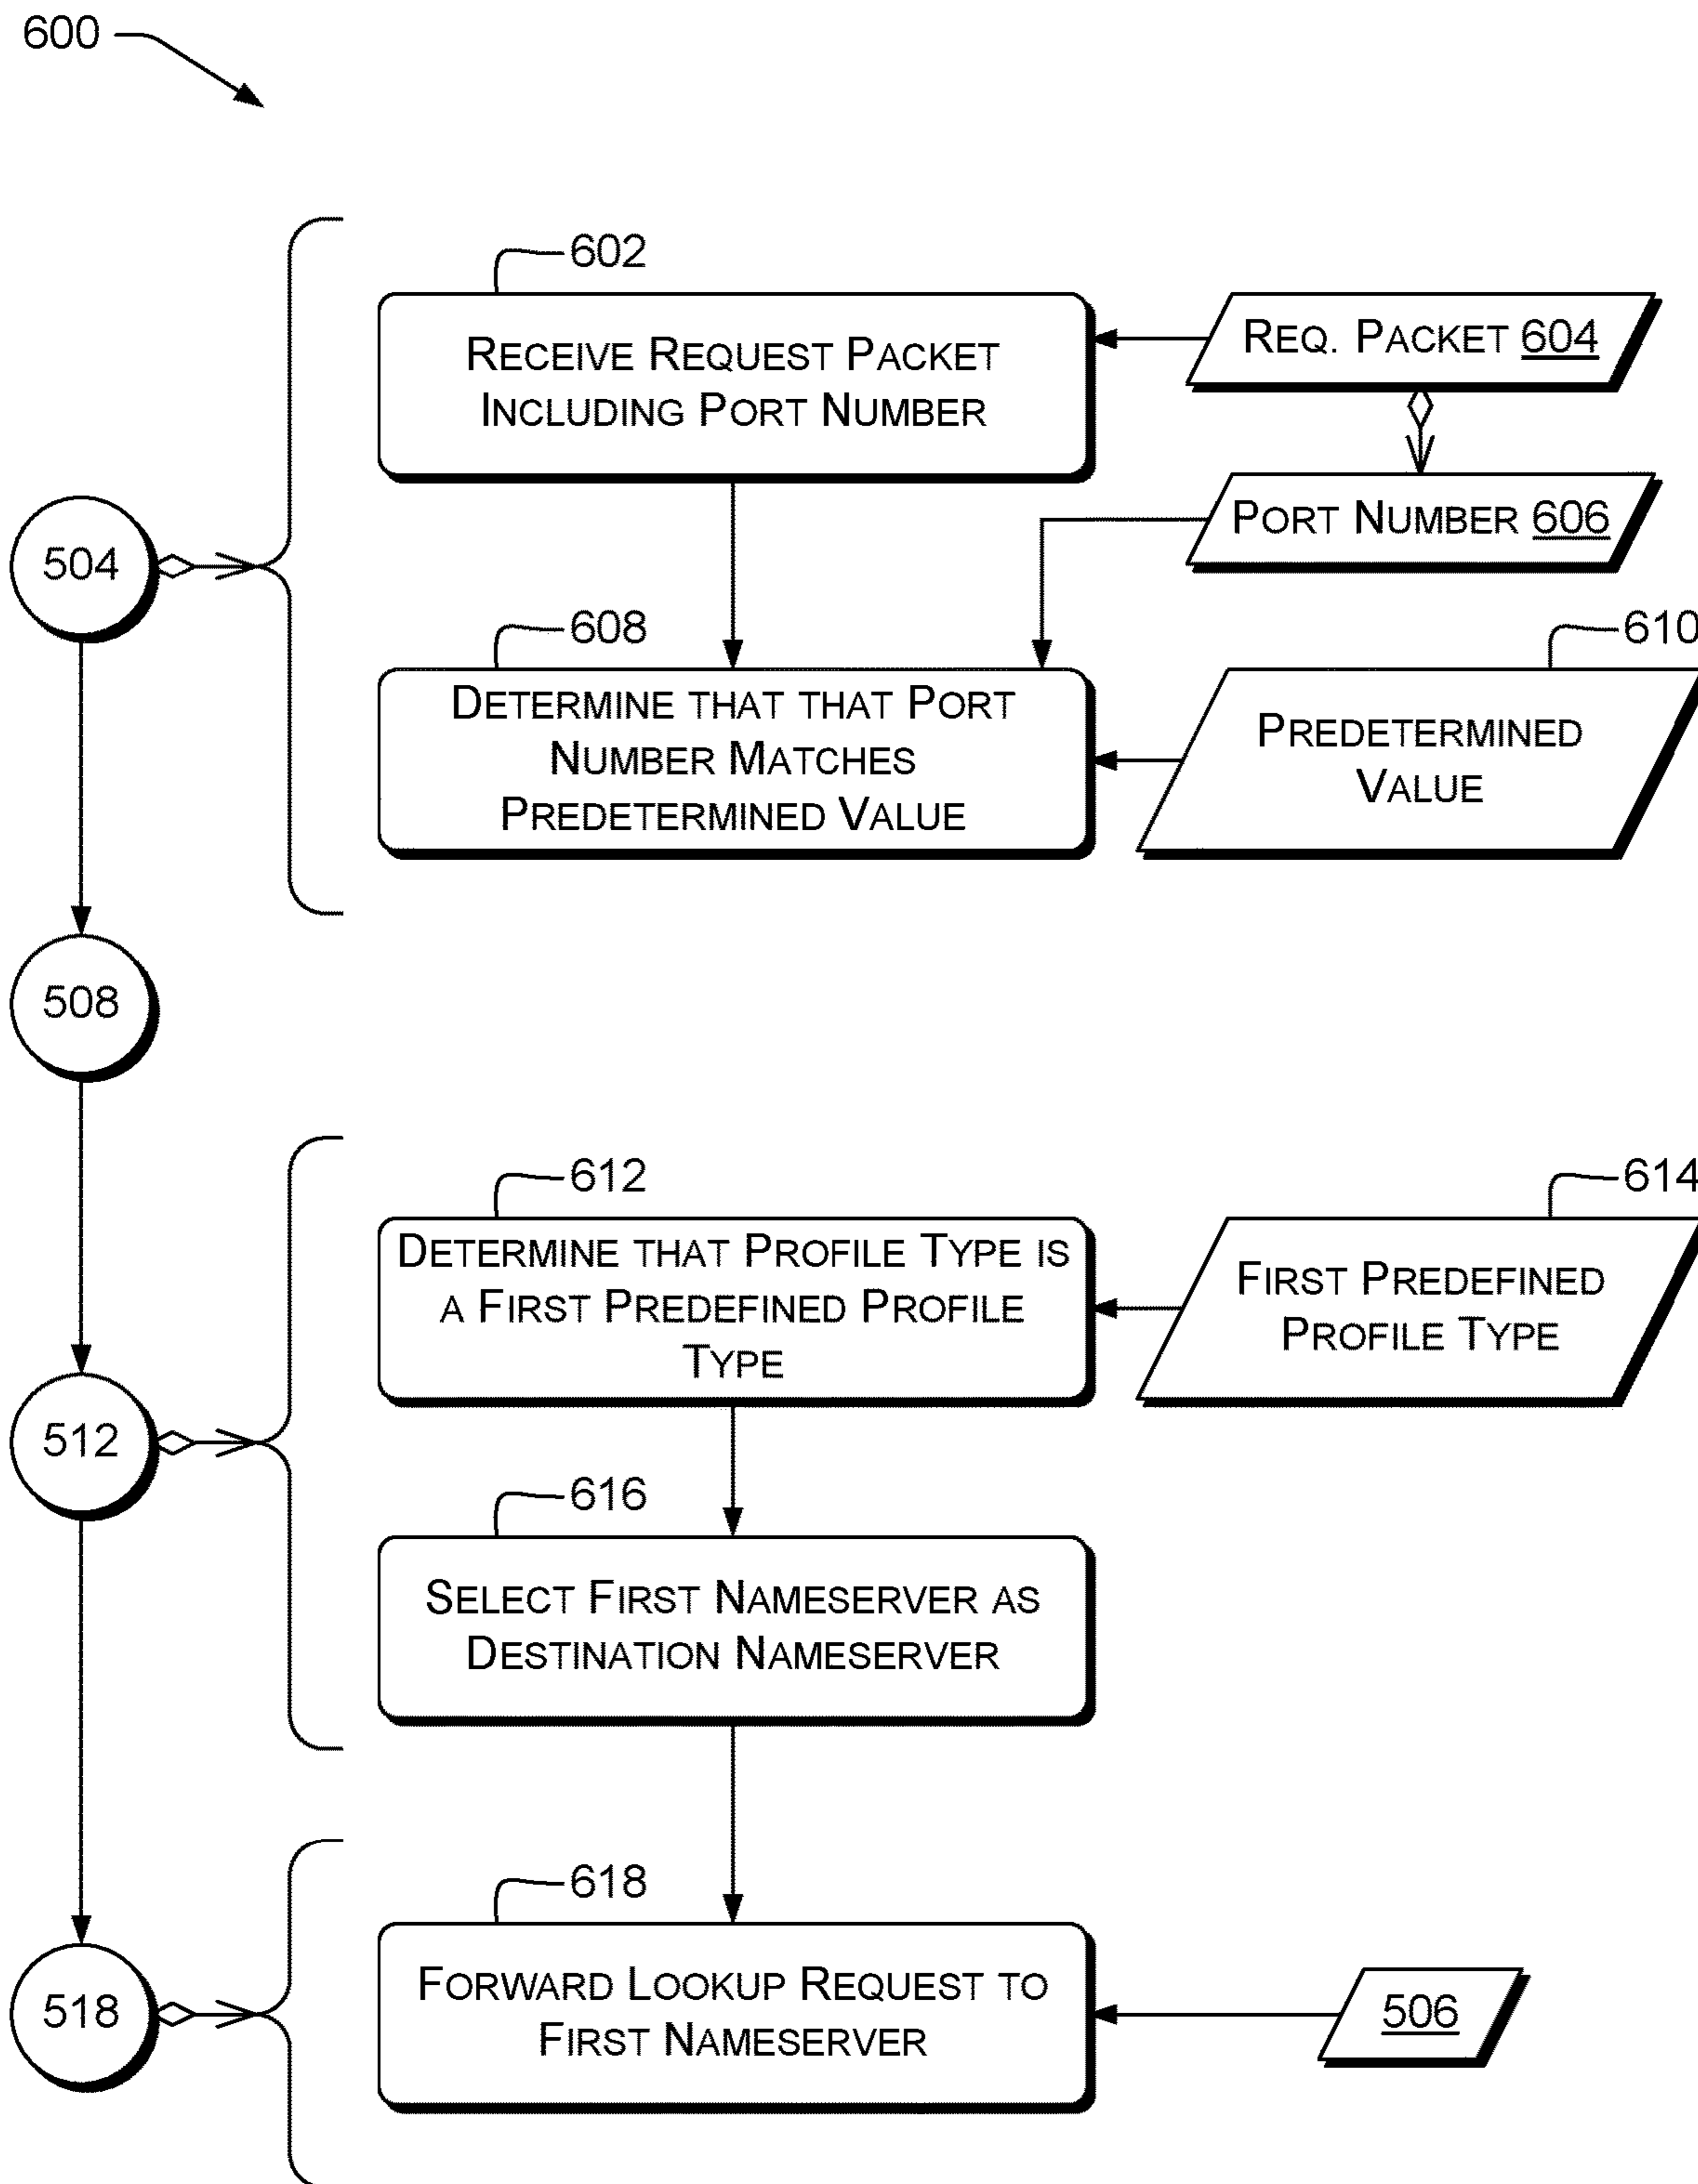 600
602
RECEIVE REQUEST PACKET
INCLUDING PORT NUMBER
REQ. PACKET 604
PORT NUMBER 606
504
608
DETERMINE THAT THAT PORT
NUMBER MATCHES
PREDETERMINED VALUE
610
PREDETERMINED
VALUE
508
612
DETERMINE THAT PROFILE TYPE IS
A FIRST PREDEFINED PROFILE
TYPE
614
FIRST PREDEFINED
PROFILE TYPE
512
616
SELECT FIRST NAMESERVER AS
DESTINATION NAMESERVER
618
FORWARD LOOKUP REQUEST TO
FIRST NAMESERVER
518
506